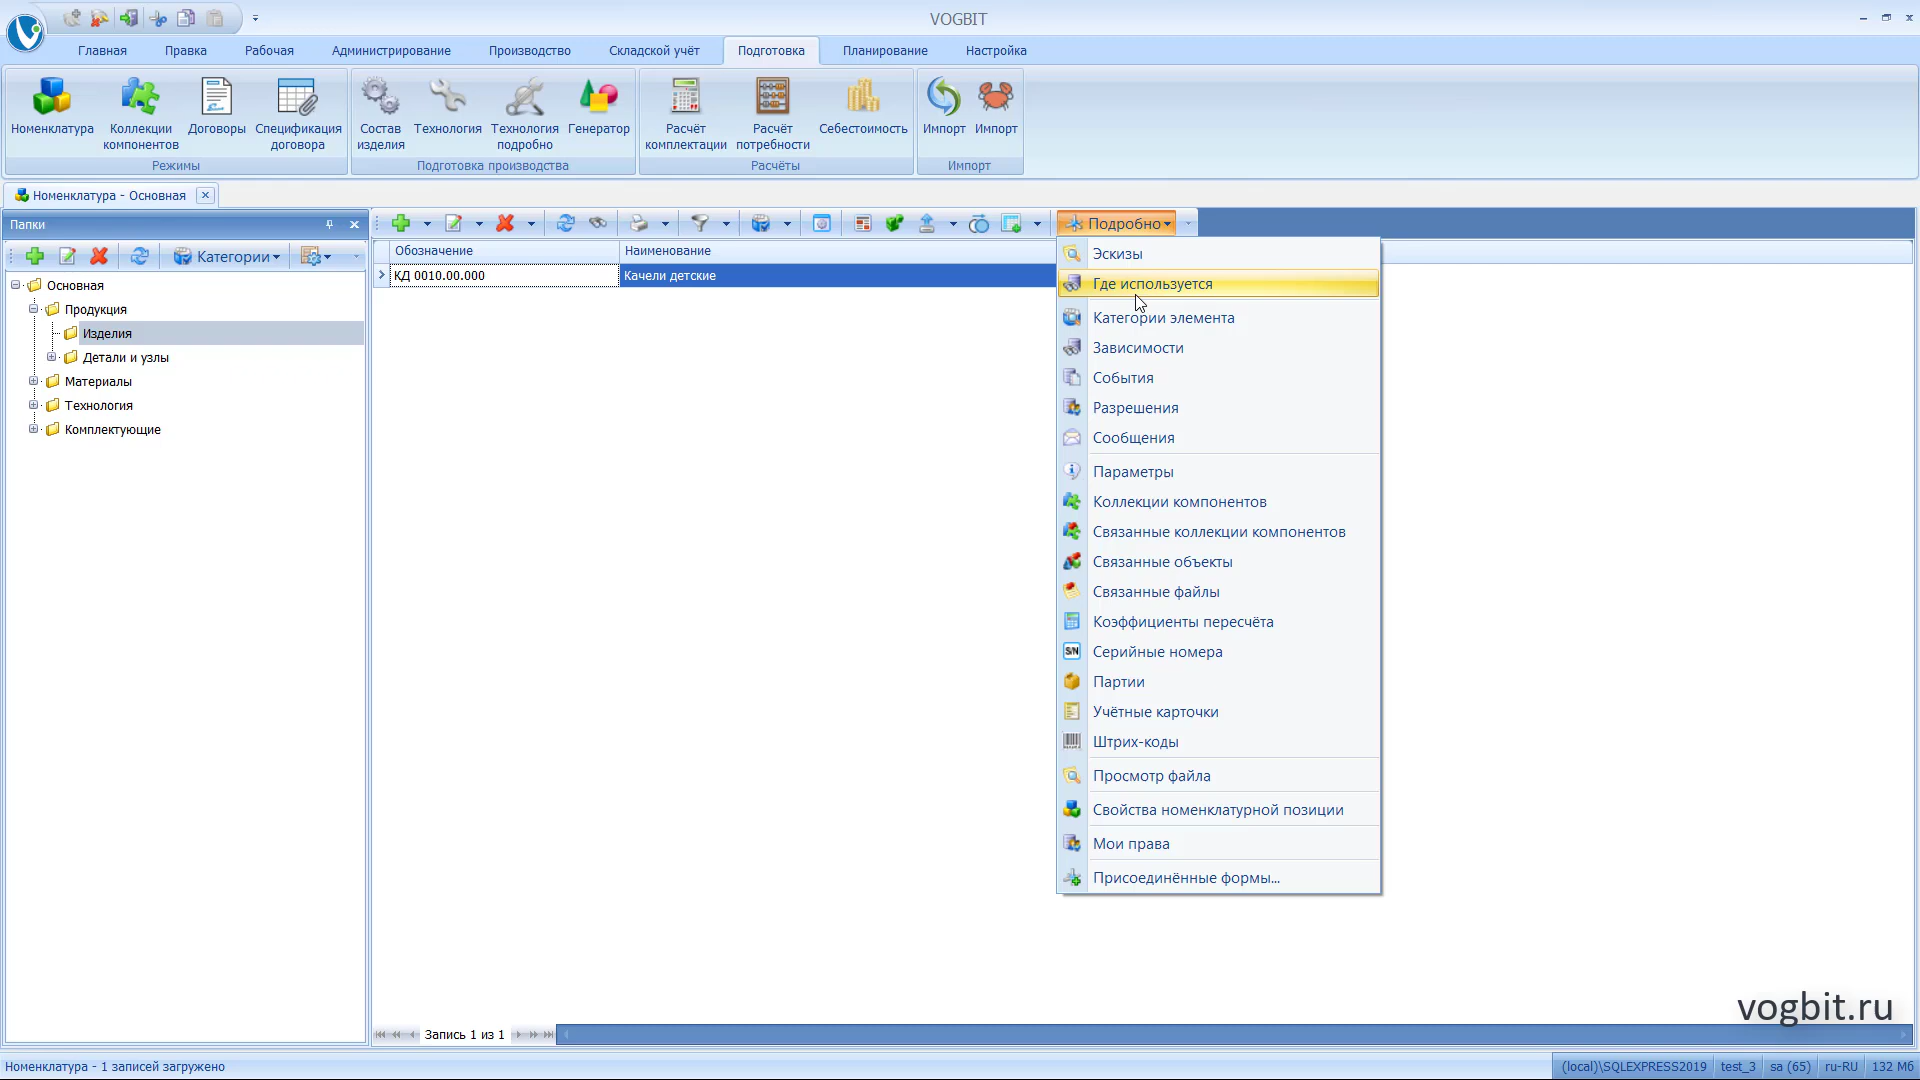 VOGBIT
Главная Правка Рабочая Администрирование Производство Складской учёт Подготовка Планирование Настройка
Номенклатура Коллекции компонентов Договоры Спецификация договора Состав изделия Технология Технология подробно Генератор Расчёт комплектации Расчёт потребности Себестоимость Импорт Импорт
Режимы Подготовка производства Расчёты Импорт
Номенклатура - Основная
Папки
Категории
Основная
Продукция
Изделия
Детали и узлы
Материалы
Технология
Комплектующие
Подробно
Обозначение Наименование
КД 0010.00.000 Качели детские
Эскизы
Где используется
Категории элемента
Зависимости
События
Разрешения
Сообщения
Параметры
Коллекции компонентов
Связанные коллекции компонентов
Связанные объекты
Связанные файлы
Коэффициенты пересчёта
S/N Серийные номера
Партии
Учётные карточки
Штрих-коды
Просмотр файла
Свойства номенклатурной позиции
Мои права
Присоединённые формы...
vogbit.ru
Запись 1 из 1
Номенклатура - 1 записей загружено
(local)\SQLEXPRESS2019 test_3 sa (65) ru-RU 132 Мб